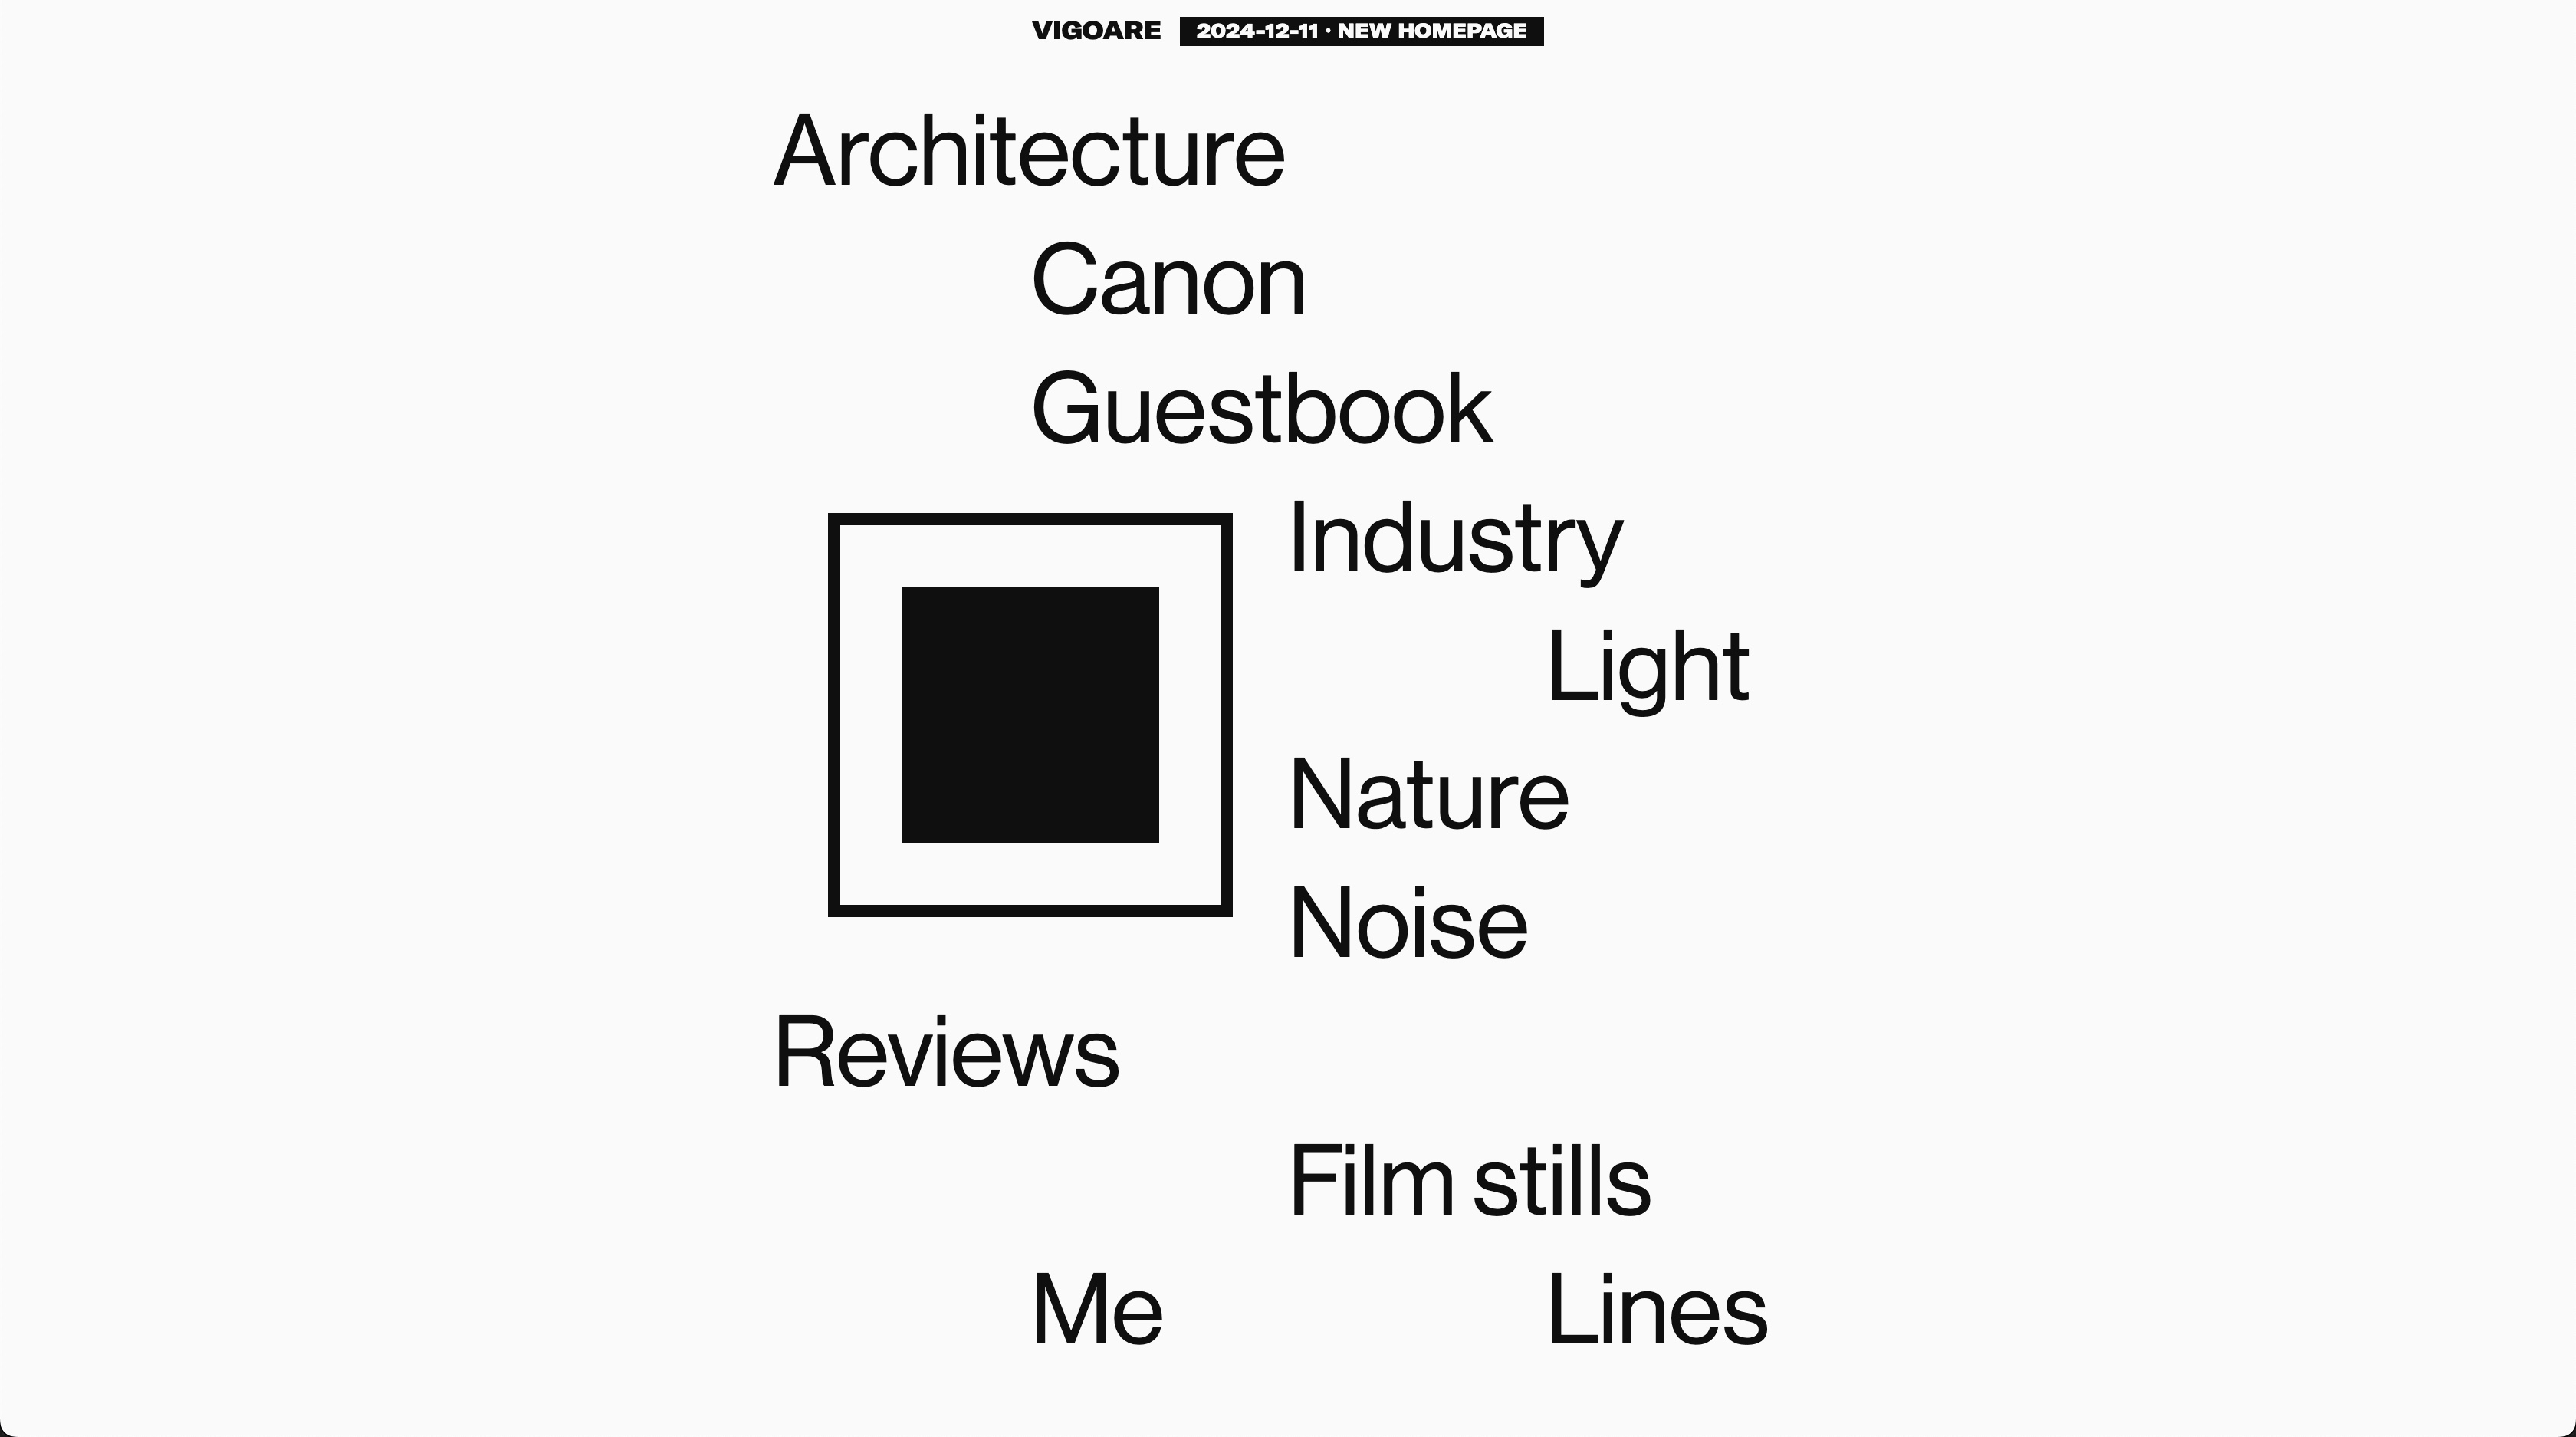 VIGOARE 2024-12-11 · NEW HOMEPAGE
Architecture
Canon
Guestbook
Industry
Light
Nature
Noise
Reviews
Film stills
Me Lines